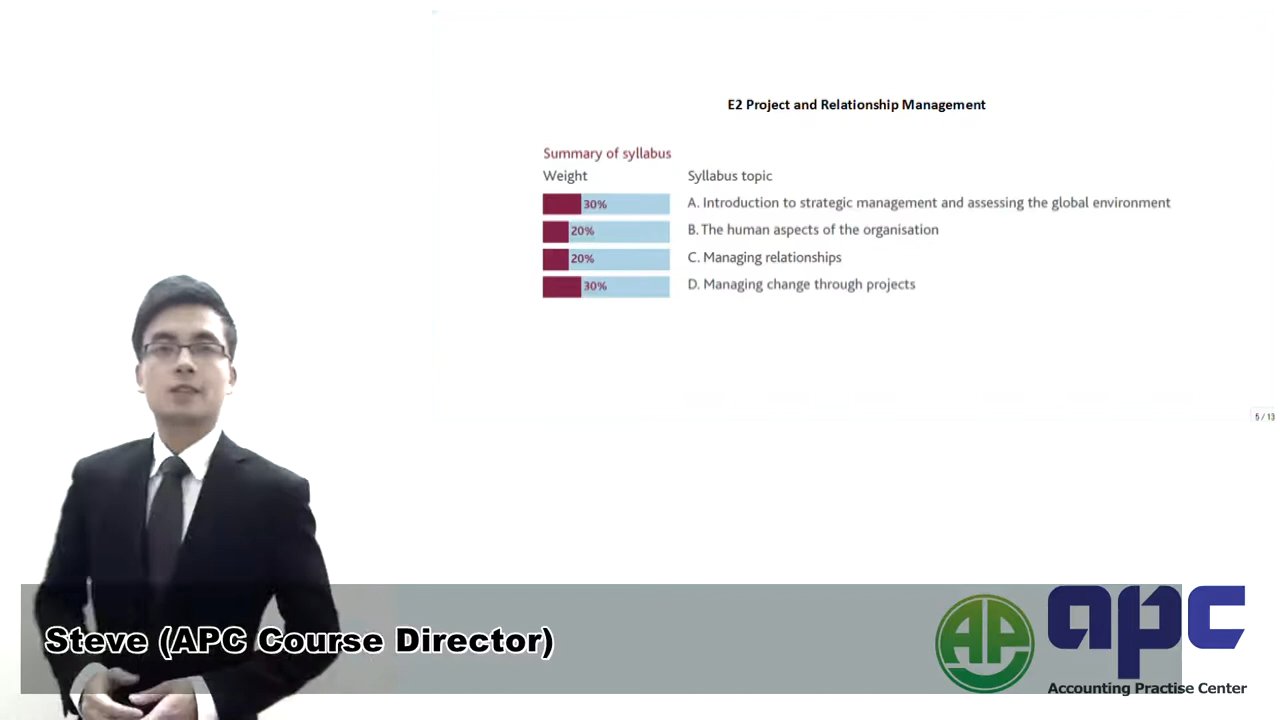 E2 Project and Relationship Management
Summary of syllabus
Weight Syllabus topic
30% A. Introduction to strategic management and assessing the global environment
20% B. The human aspects of the organisation
20% C. Managing relationships
30% D. Managing change through projects
5 / 13
Steve (APC Course Director)
AP
apc
Accounting Practise Center